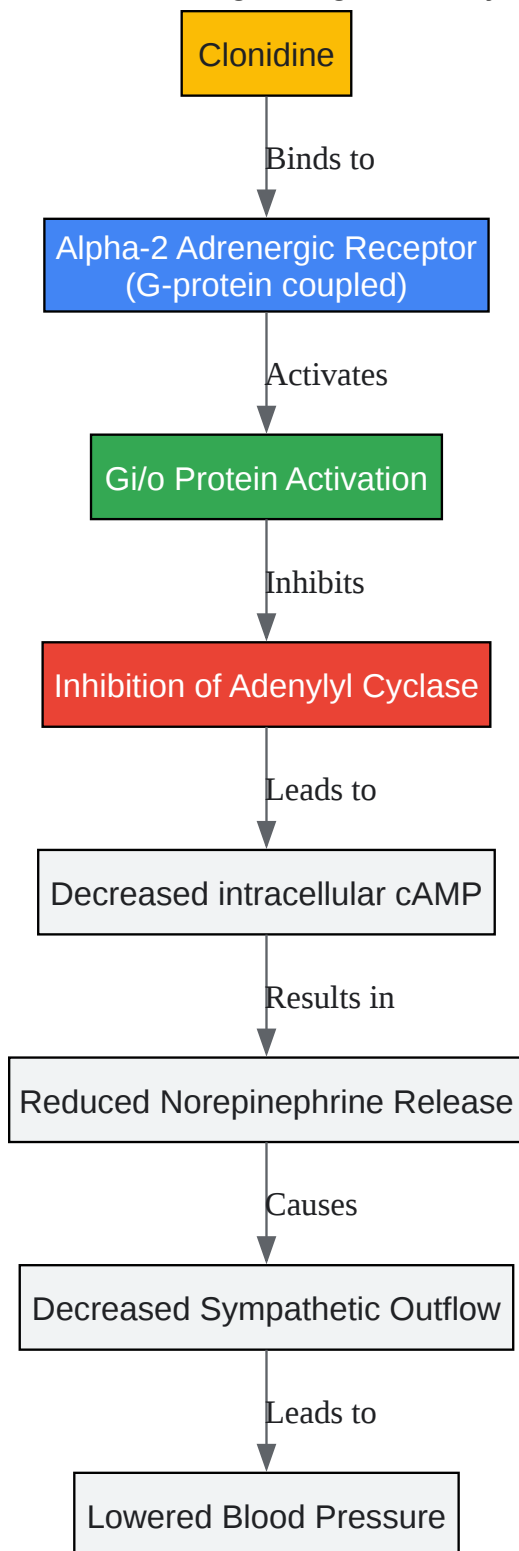 Clonidine
Binds to
Alpha-2 Adrenergic Receptor
(G-protein coupled)
Activates
Gi/o Protein Activation
Inhibits
Inhibition of Adenylyl Cyclase
Leads to
Decreased intracellular cAMP
Results in
Reduced Norepinephrine Release
Causes
Decreased Sympathetic Outflow
Leads to
Lowered Blood Pressure